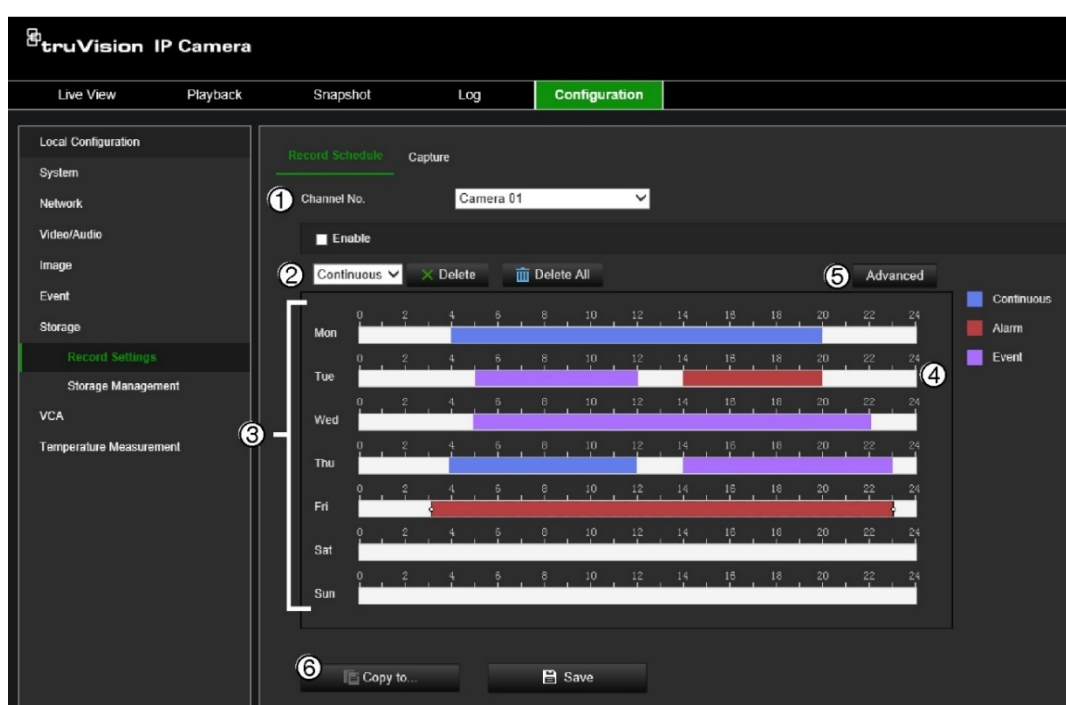 truVision IP Camera
Live View Playback Snapshot Log Configuration
Local Configuration
System
Network
Video/Audio
Image
Event
Storage
Record Settings
Storage Management
VCA
Temperature Measurement
Record Schedule Capture
① Channel No. Camera 01
Enable
② Continuous Delete Delete All ⑤ Advanced
③
0 2 4 6 8 10 12 14 16 18 20 22 24
Mon
0 2 4 6 8 10 12 14 16 18 20 22 24
Tue ④
0 2 4 6 8 10 12 14 16 18 20 22 24
Wed
0 2 4 6 8 10 12 14 16 18 20 22 24
Thu
0 2 4 6 8 10 12 14 16 18 20 22 24
Fri
0 2 4 6 8 10 12 14 16 18 20 22 24
Sat
0 2 4 6 8 10 12 14 16 18 20 22 24
Sun
Continuous
Alarm
Event
⑥ Copy to... Save